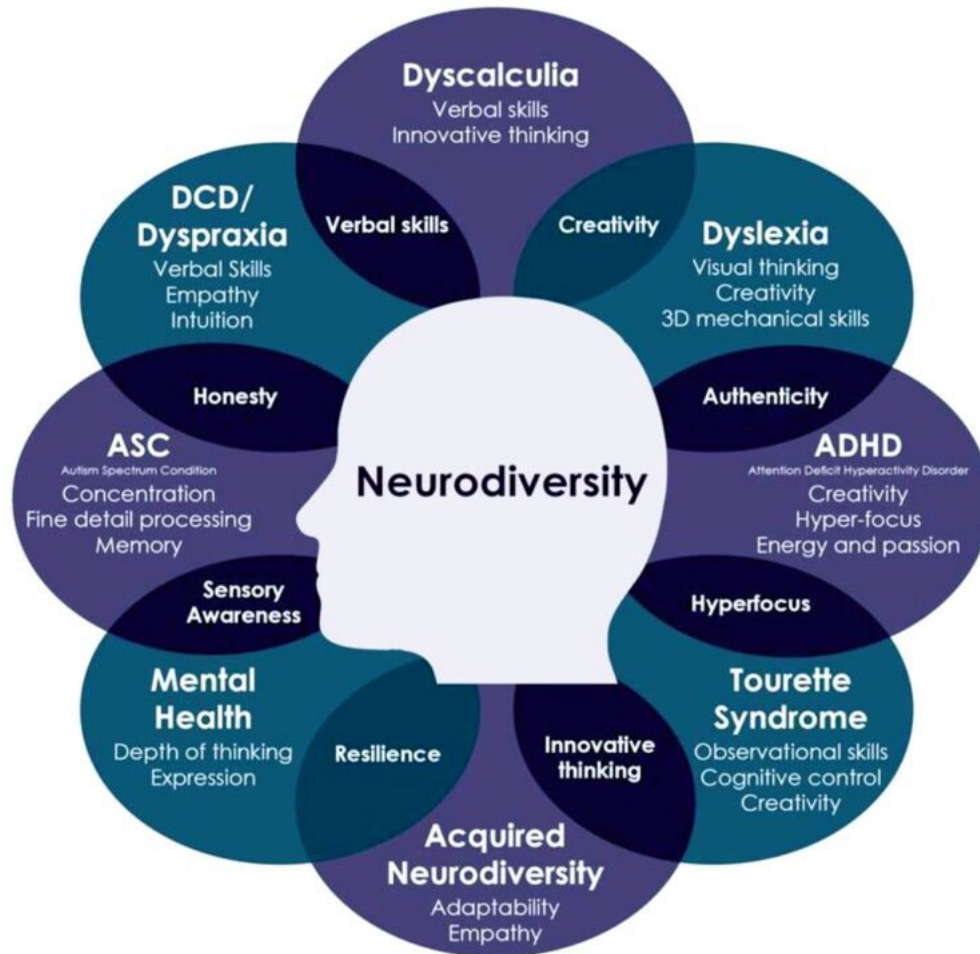 Dyscalculia
Verbal skills
Innovative thinking
Verbal skills
Creativity
DCD/
Dyspraxia
Verbal Skills
Empathy
Intuition
Dyslexia
Visual thinking
Creativity
3D mechanical skills
Honesty
Authenticity
ASC
Autism Spectrum Condition
Concentration
Fine detail processing
Memory
Neurodiversity
ADHD
Attention Deficit Hyperactivity Disorder
Creativity
Hyper-focus
Energy and passion
Sensory
Awareness
Hyperfocus
Mental
Health
Depth of thinking
Expression
Resilience
Innovative
thinking
Tourette
Syndrome
Observational skills
Cognitive control
Creativity
Acquired
Neurodiversity
Adaptability
Empathy